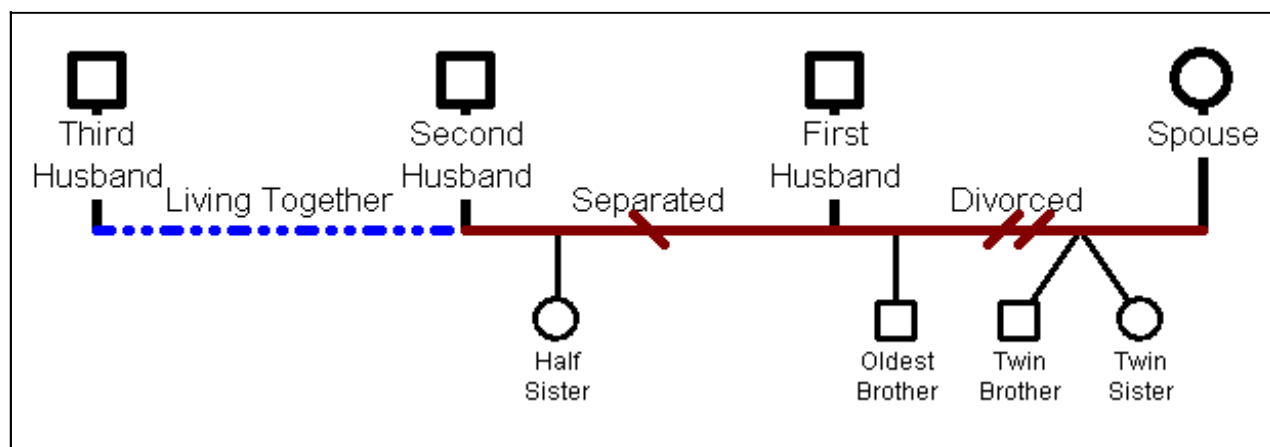 Third Husband
Second Husband
First Husband
Spouse
Living Together
Separated
Divorced
Half Sister
Oldest Brother
Twin Brother
Twin Sister